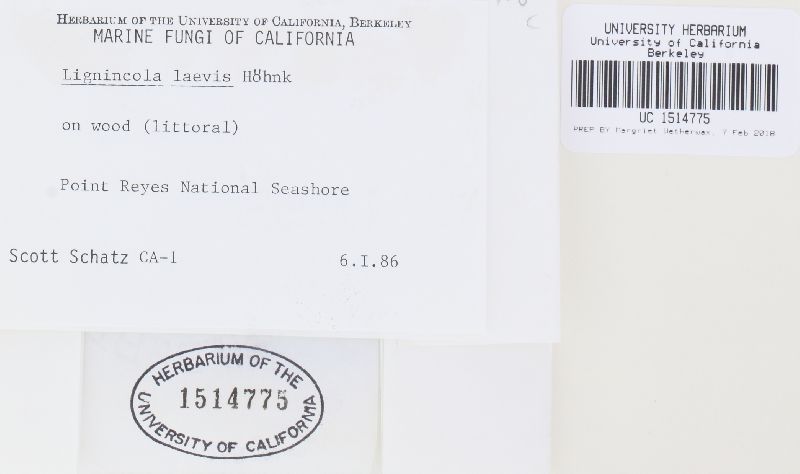 HERBARIUM OF THE UNIVERSITY OF CALIFORNIA, BERKELEY
MARINE FUNGI OF CALIFORNIA
Lignincola laevis Höhnk
on wood (littoral)
Point Reyes National Seashore
Scott Schatz CA-1
6.I.86
C
UNIVERSITY HERBARIUM
University of California
Berkeley
UC 1514775
PREP BY Margriet Wetherwax, 7 Feb 2018
HERBARIUM OF THE
1514775
UNIVERSITY OF CALIFORNIA